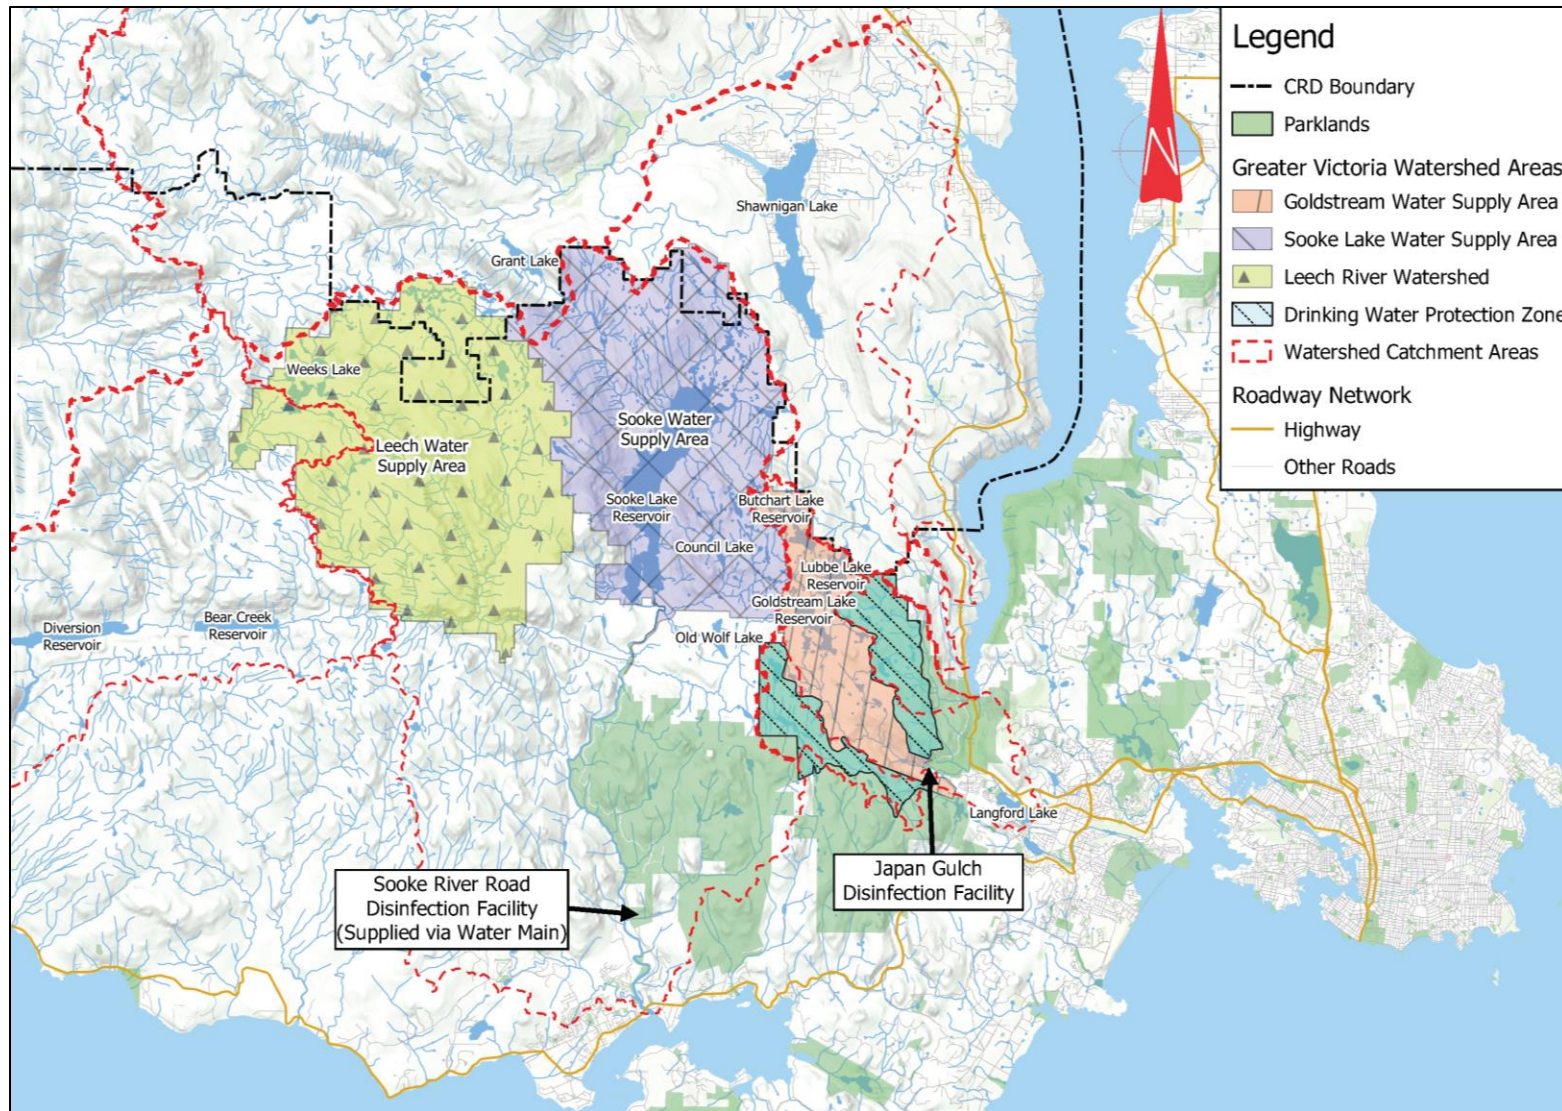 Legend
CRD Boundary
Parklands
Greater Victoria Watershed Areas
Goldstream Water Supply Area
Sooke Lake Water Supply Area
Leech River Watershed
Drinking Water Protection Zone
Watershed Catchment Areas
Roadway Network
Highway
Other Roads
N
Shawnigan Lake
Grant Lake
Weeks Lake
Sooke Water
Supply Area
Leech Water
Supply Area
Sooke Lake
Reservoir
Butchart Lake
Reservoir
Council Lake
Lubbe Lake
Reservoir
Goldstream Lake
Reservoir
Bear Creek
Reservoir
Diversion
Reservoir
Old Wolf Lake
Langford Lake
Japan Gulch
Disinfection Facility
Sooke River Road
Disinfection Facility
(Supplied via Water Main)